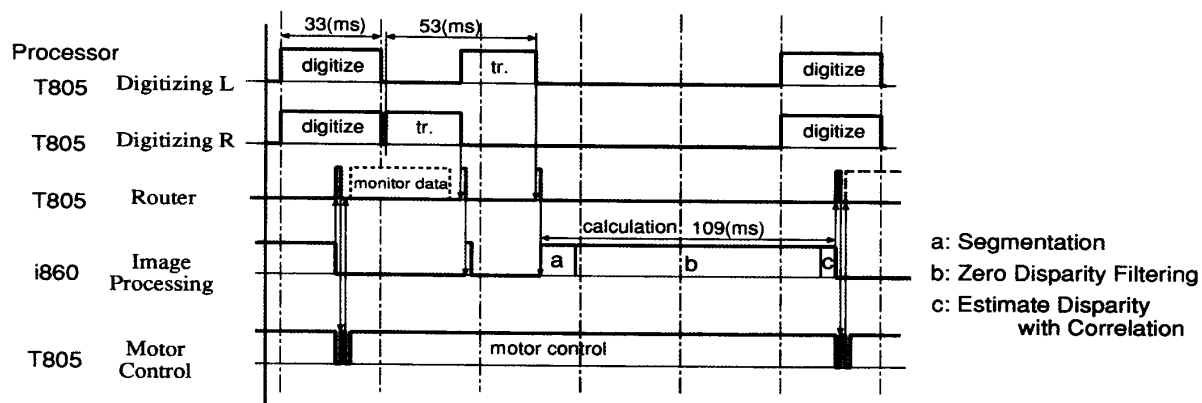 33(ms) 53(ms)
Processor
digitize tr. digitize
T805 Digitizing L
digitize tr. digitize
T805 Digitizing R
monitor data
T805 Router
calculation 109(ms)
a b c
i860 Image Processing
motor control
T805 Motor Control
a: Segmentation
b: Zero Disparity Filtering
c: Estimate Disparity
with Correlation